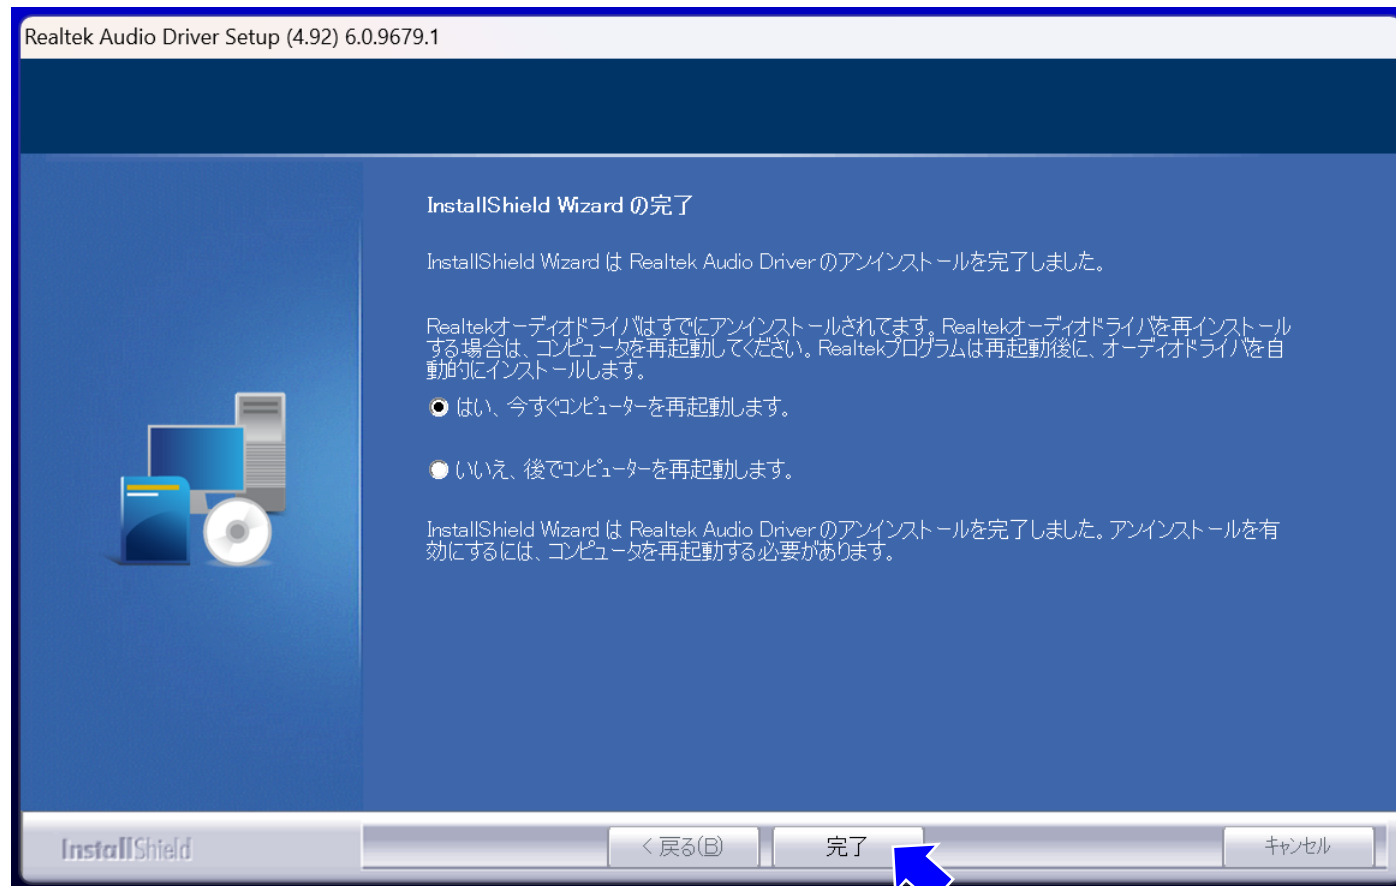 Realtek Audio Driver Setup (4.92) 6.0.9679.1
InstallShield Wizard の完了
InstallShield Wizard は Realtek Audio Driver のアンインストールを完了しました。
Realtekオーディオドライバはすでにアンインストールされてます。Realtekオーディオドライバを再インストール
する場合は、コンピュータを再起動してください。Realtekプログラムは再起動後に、オーディオドライバを自
動的にインストールします。
はい、今すぐコンピューターを再起動します。
いいえ、後でコンピューターを再起動します。
InstallShield Wizard は Realtek Audio Driver のアンインストールを完了しました。アンインストールを有
効にするには、コンピュータを再起動する必要があります。
InstallShield
< 戻る(B)
完了
キャンセル